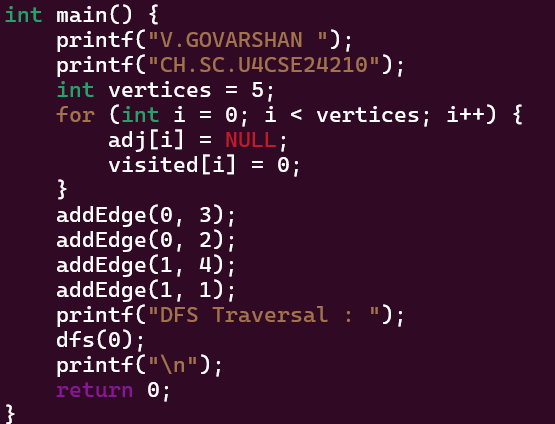 int main() {
    printf("V.GOVARSHAN ");
    printf("CH.SC.U4CSE24210");
    int vertices = 5;
    for (int i = 0; i < vertices; i++) {
        adj[i] = NULL;
        visited[i] = 0;
    }
    addEdge(0, 3);
    addEdge(0, 2);
    addEdge(1, 4);
    addEdge(1, 1);
    printf("DFS Traversal : ");
    dfs(0);
    printf("\n");
    return 0;
}